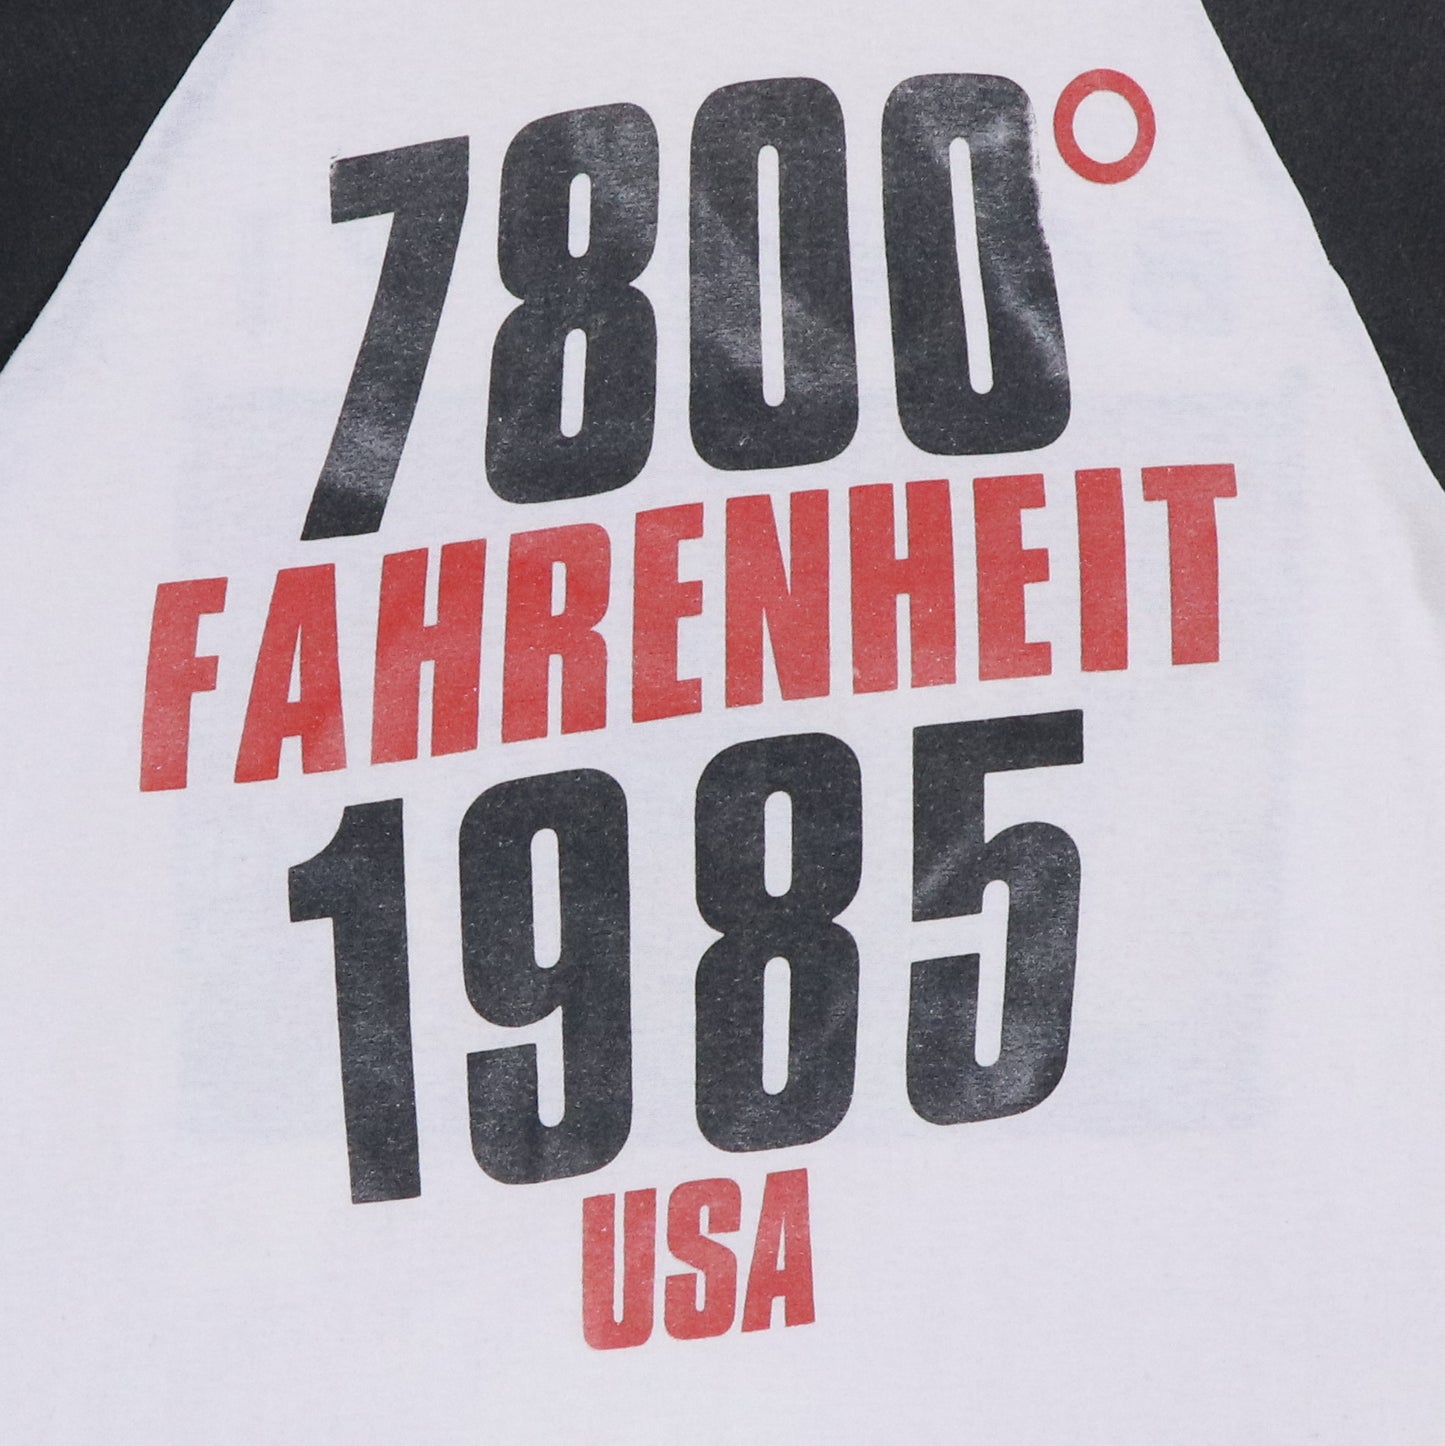 7800°
FAHRENHEIT
1985
USA